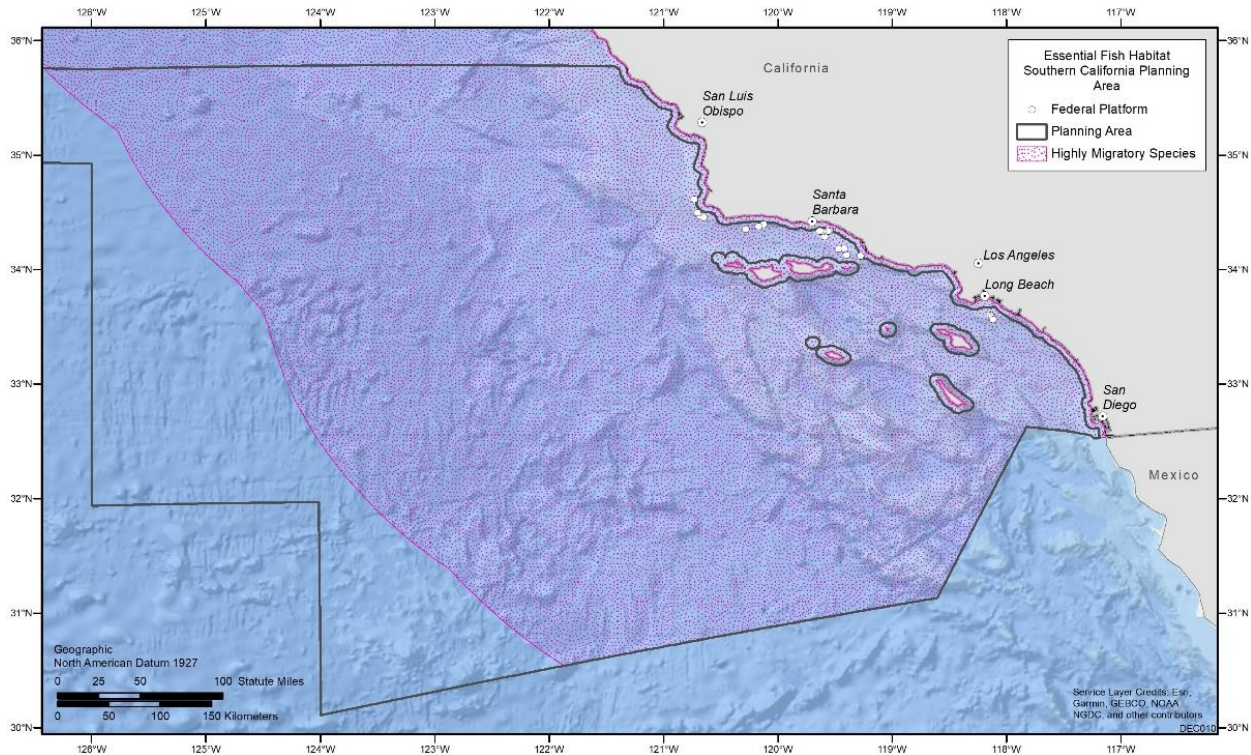 126°W 125°W 124°W 123°W 122°W 121°W 120°W 119°W 118°W 117°W
36°N
36°N
Essential Fish Habitat
Southern California Planning
Area
Federal Platform
Planning Area
Highly Migratory Species
California
San Luis
Obispo
35°N
35°N
Santa
Barbara
Los Angeles
34°N
34°N
Long Beach
33°N
33°N
San
Diego
Mexico
32°N
32°N
31°N
31°N
Geographic
North American Datum 1927
0 25 50 100 Statute Miles
0 50 100 150 Kilometers
Service Layer Credits: Esri,
Garmin, GEBCO, NOAA
NGDC, and other contributors
DEC010
30°N
30°N
126°W 125°W 124°W 123°W 122°W 121°W 120°W 119°W 118°W 117°W